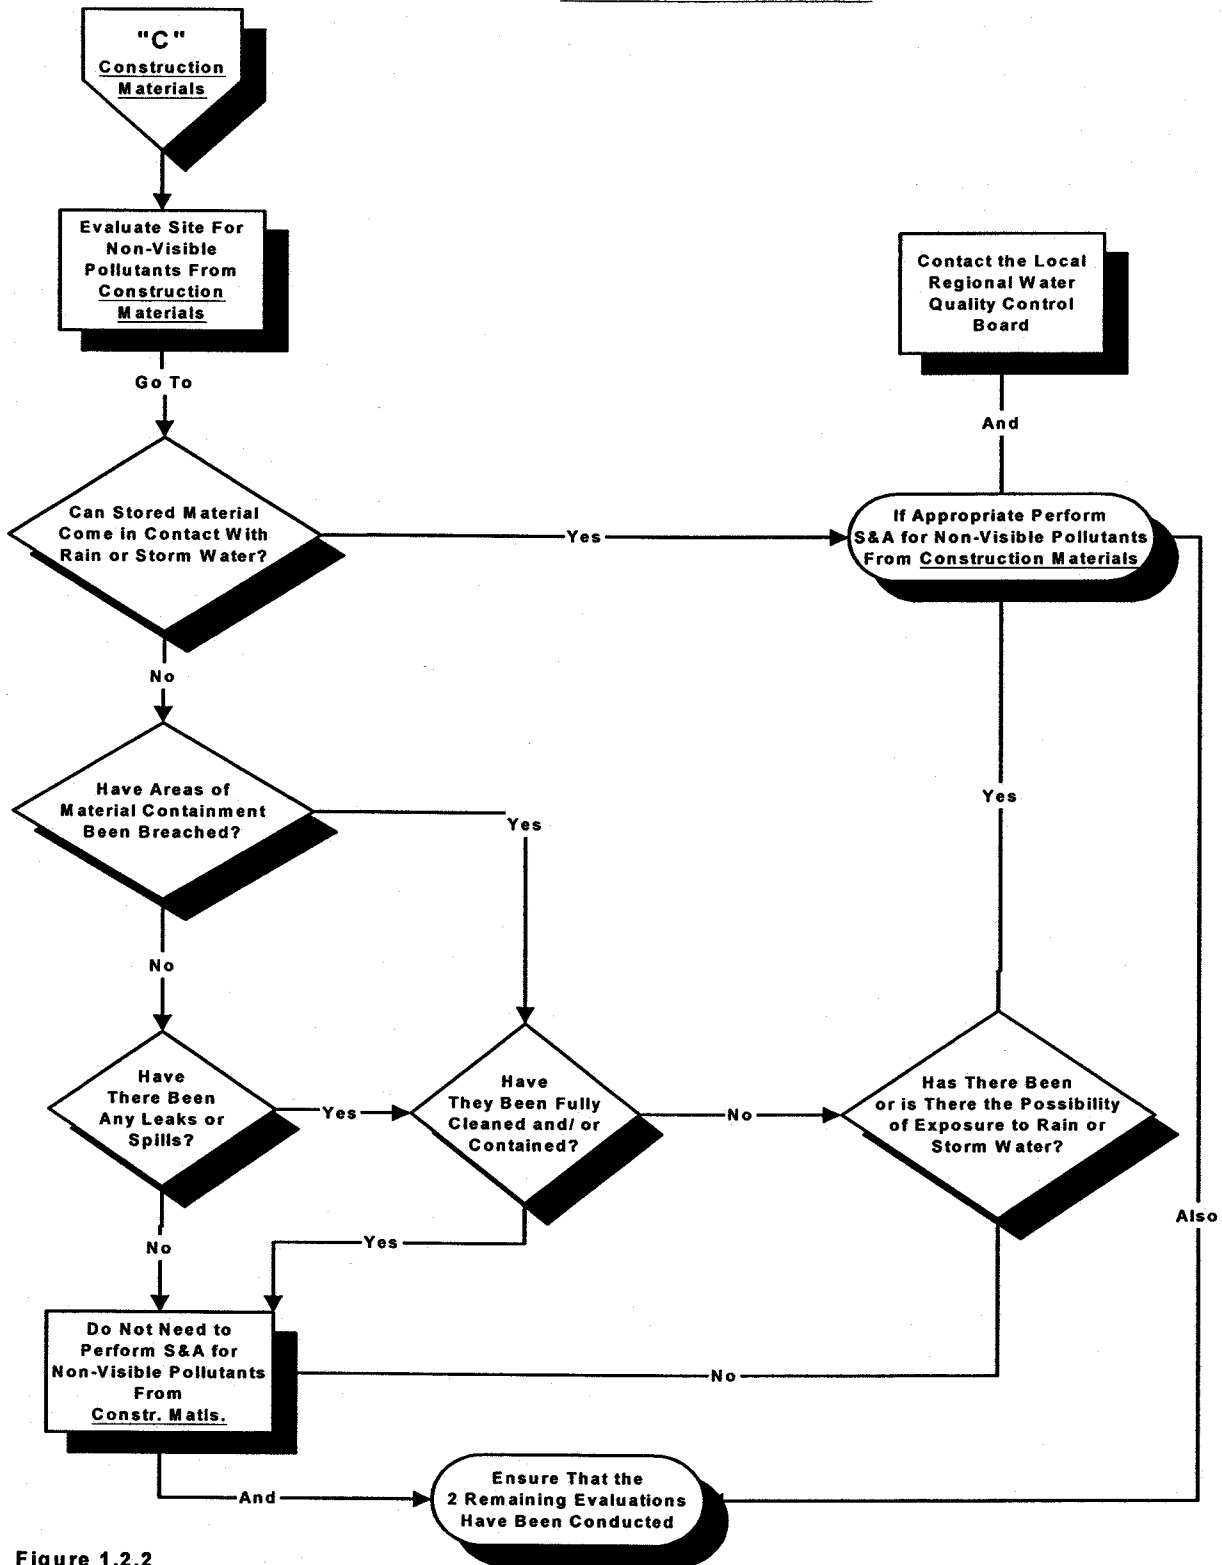 "C"
Construction
Materials
Evaluate Site For
Non-Visible
Pollutants From
Construction
Materials
Contact the Local
Regional Water
Quality Control
Board
Go To
And
Can Stored Material
Come in Contact With
Rain or Storm Water?
Yes
If Appropriate Perform
S&A for Non-Visible Pollutants
From Construction Materials
No
Have Areas of
Material Containment
Been Breached?
Yes
Yes
No
Have
There Been
Any Leaks or
Spills?
Yes
Have
They Been Fully
Cleaned and/ or
Contained?
No
Has There Been
or is There the Possibility
of Exposure to Rain or
Storm Water?
Also
No
Yes
Do Not Need to
Perform S&A for
Non-Visible Pollutants
From
Constr. Matls.
No
And
Ensure That the
2 Remaining Evaluations
Have Been Conducted
Figure 1.2.2